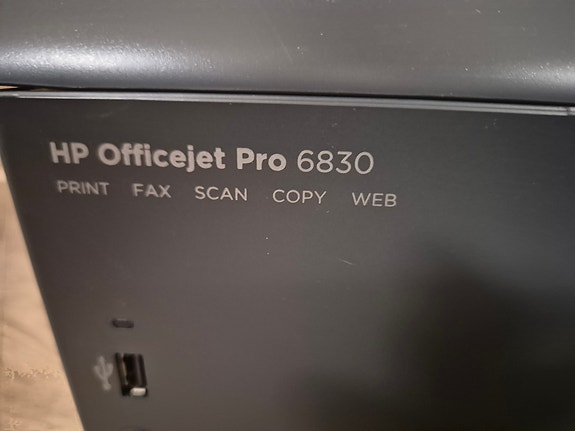 HP Officejet Pro 6830
PRINT FAX SCAN COPY WEB